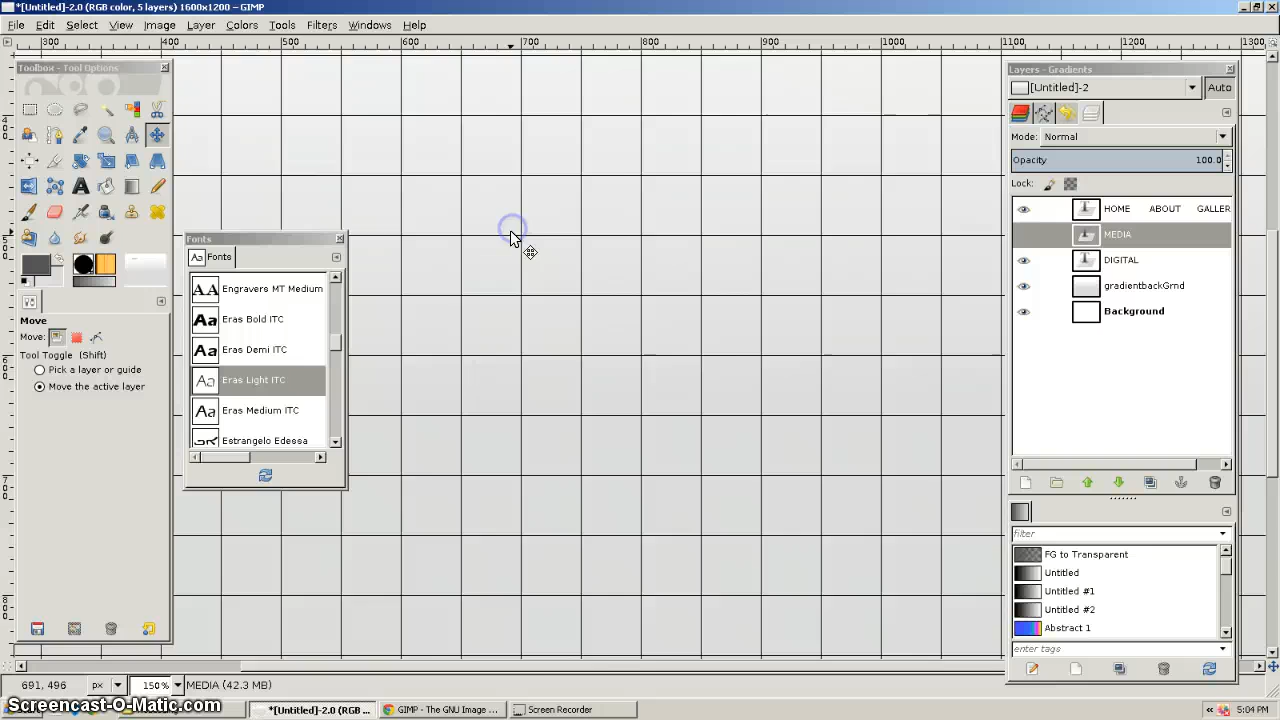 *[Untitled]-2.0 (RGB color, 5 layers) 1600x1200 – GIMP
File Edit Select View Image Layer Colors Tools Filters Windows Help
300 400 500 600 700 800 900 1000 1100 1200 1300
Toolbox - Tool Options
Layers - Gradients
[Untitled]-2
Auto
400
Mode: Normal
Opacity 100.0
Lock:
HOME ABOUT GALLER
MEDIA
DIGITAL
gradientbackGrnd
Background
500
Fonts
Fonts
Engravers MT Medium
Eras Bold ITC
Eras Demi ITC
Eras Light ITC
Eras Medium ITC
Estrangelo Edessa
Move
Move:
Tool Toggle (Shift)
Pick a layer or guide
Move the active layer
600
700
800
filter
FG to Transparent
Untitled
Untitled #1
Untitled #2
Abstract 1
enter tags
691, 496 px 150% MEDIA (42.3 MB)
Screencast-O-Matic.com
*[Untitled]-2.0 (RGB ...
GIMP - The GNU Image ...
Screen Recorder
5:04 PM